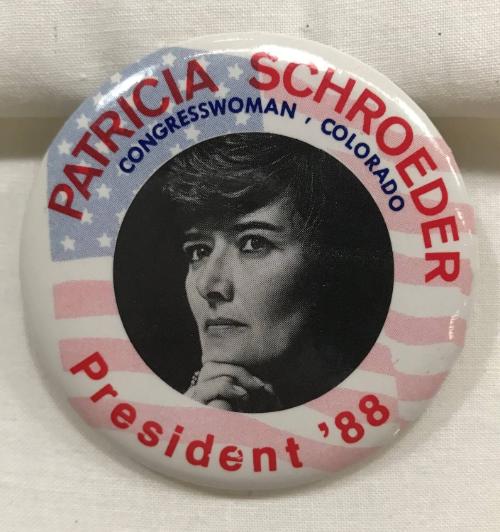 PATRICIA SCHROEDER
CONGRESSWOMAN, COLORADO
President '88